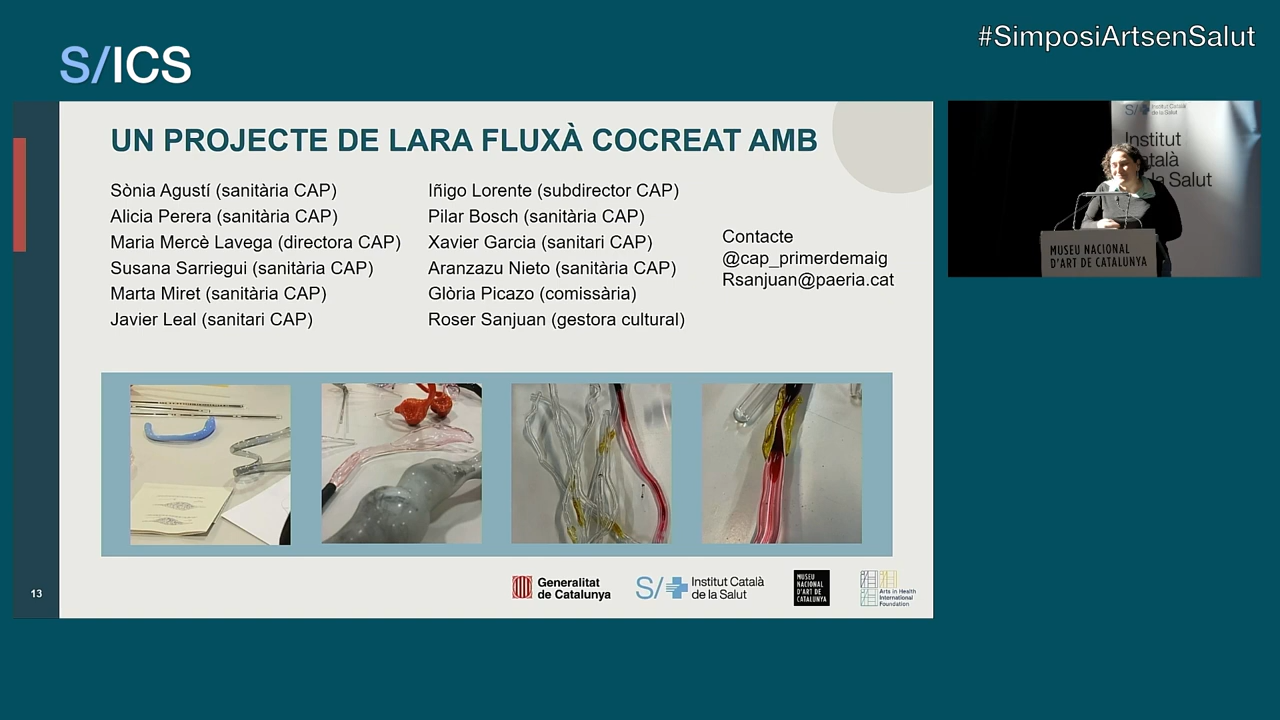 #SimposiArtsenSalut
S/ICS
UN PROJECTE DE LARA FLUXÀ COCREAT AMB
Sònia Agustí (sanitària CAP)
Alicia Perera (sanitària CAP)
Maria Mercè Lavega (directora CAP)
Susana Sarriegui (sanitària CAP)
Marta Miret (sanitària CAP)
Javier Leal (sanitari CAP)
Iñigo Lorente (subdirector CAP)
Pilar Bosch (sanitària CAP)
Xavier Garcia (sanitari CAP)
Aranzazu Nieto (sanitària CAP)
Glòria Picazo (comissària)
Roser Sanjuan (gestora cultural)
Contacte
@cap_primerdemaig
Rsanjuan@paeria.cat
Institut
de la Salut
MUSEU NACIONAL
D'ART DE CATALUNYA
13
Generalitat
de Catalunya
S/
Institut Català
de la Salut
MUSEU
NACIONAL
D'ART DE
CATALUNYA
Arts in Health
International
Foundation